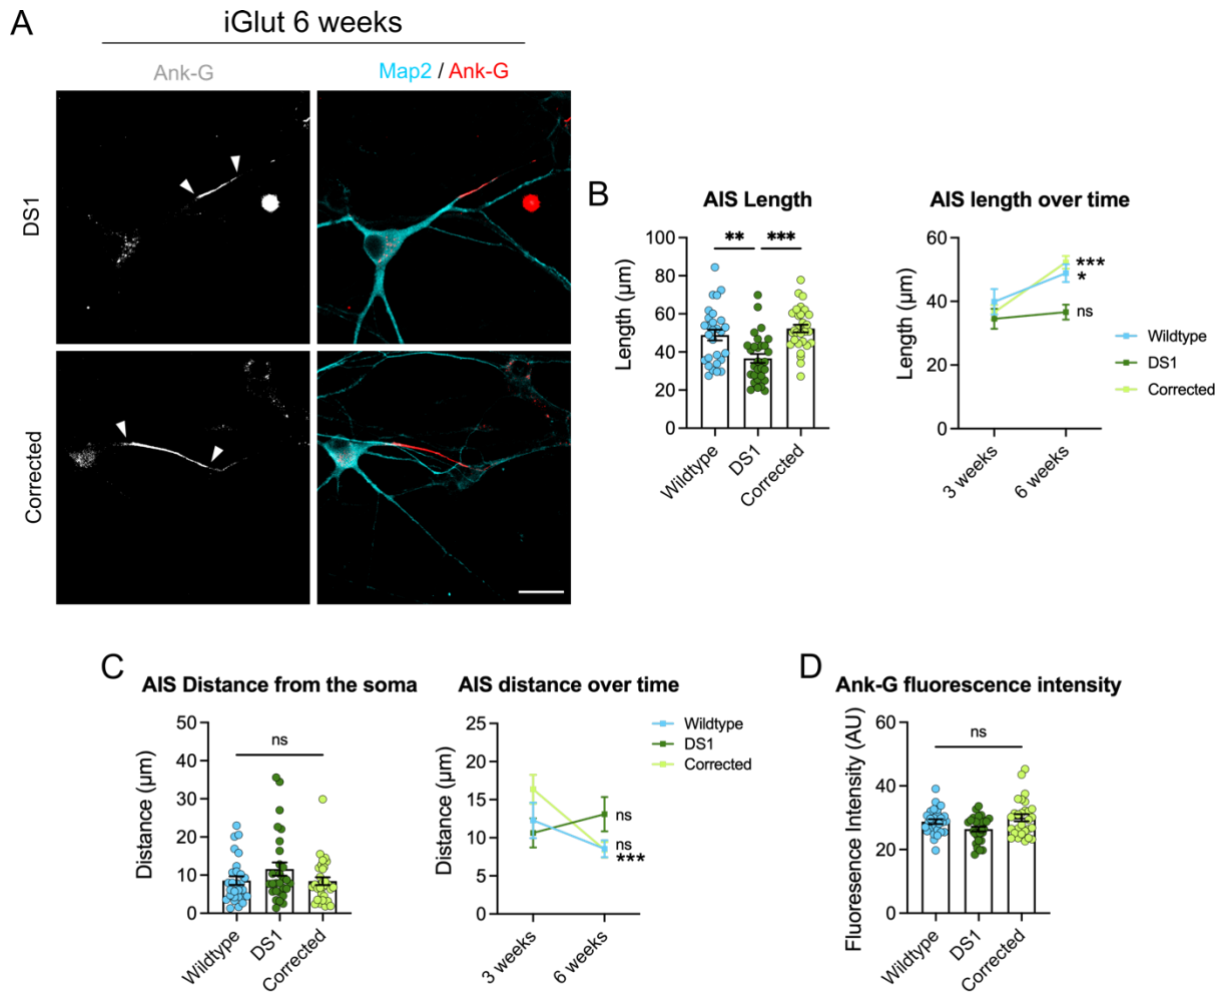 A
iGlut 6 weeks
Ank-G
Map2 / Ank-G
DS1
Corrected
B
AIS Length
Length (μm)
100
80
60
40
20
0
** ***
Wildtype
DS1
Corrected
AIS length over time
Length (μm)
60
40
20
0
***
*
ns
3 weeks
6 weeks
Wildtype
DS1
Corrected
C
AIS Distance from the soma
Distance (μm)
50
40
30
20
10
0
ns
Wildtype
DS1
Corrected
AIS distance over time
Distance (μm)
25
20
15
10
5
0
ns
ns
***
3 weeks
6 weeks
Wildtype
DS1
Corrected
D
Ank-G fluorescence intensity
Fluoresence Intensity (AU)
60
40
20
0
ns
Wildtype
DS1
Corrected